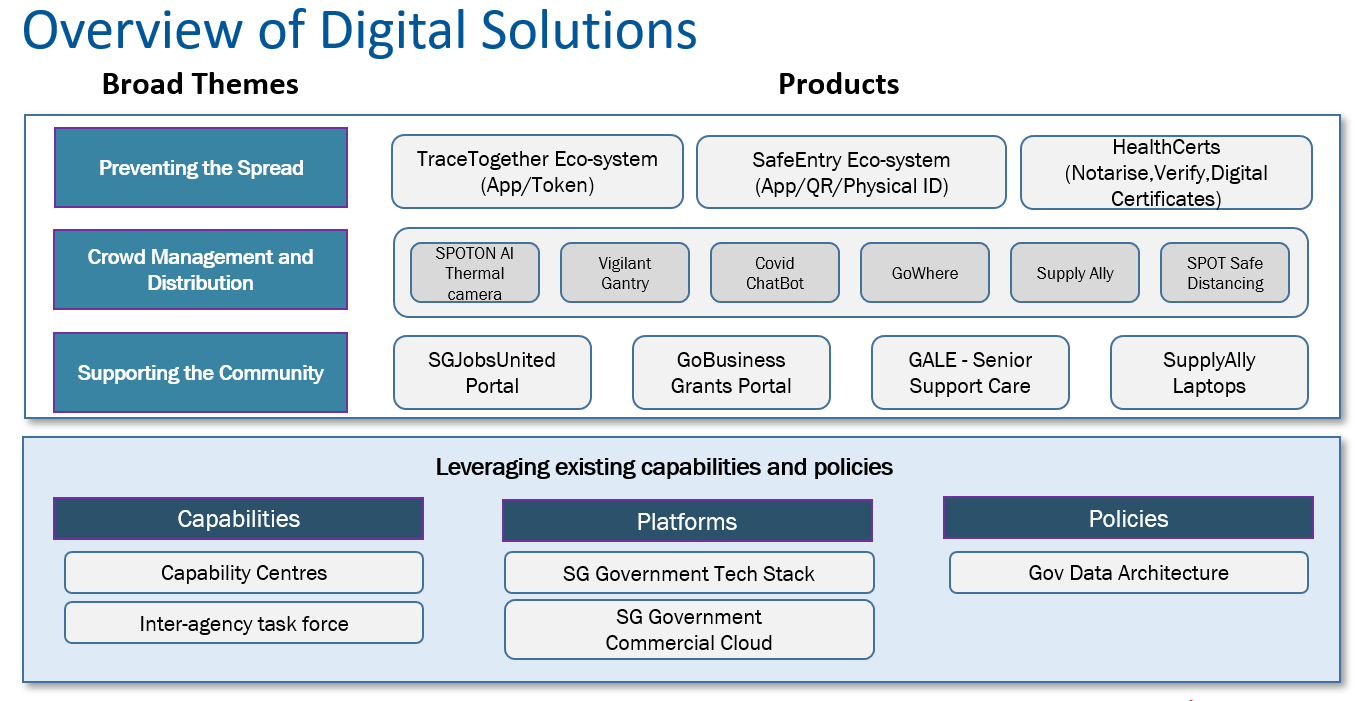 Overview of Digital Solutions
Broad Themes
Products
Preventing the Spread
TraceTogether Eco-system
(App/Token)
SafeEntry Eco-system
(App/QR/Physical ID)
HealthCerts
(Notarise,Verify,Digital
Certificates)
Crowd Management and
Distribution
SPOTON AI
Thermal
camera
Vigilant
Gantry
Covid
ChatBot
GoWhere
Supply Ally
SPOT Safe
Distancing
Supporting the Community
SGJobsUnited
Portal
GoBusiness
Grants Portal
GALE - Senior
Support Care
SupplyAlly
Laptops
Leveraging existing capabilities and policies
Capabilities
Capability Centres
Inter-agency task force
Platforms
SG Government Tech Stack
SG Government
Commercial Cloud
Policies
Gov Data Architecture